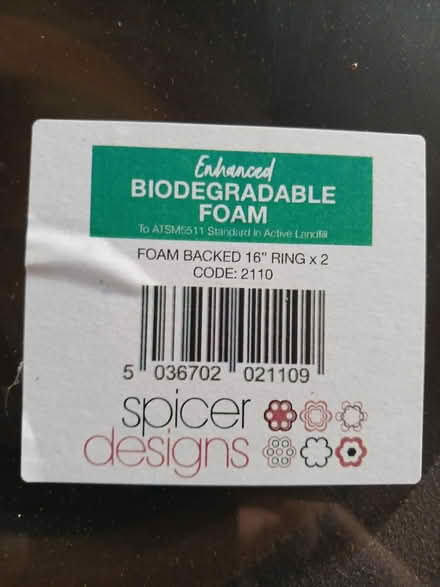 Enhanced
BIODEGRADABLE
FOAM
To ATSM5511 Standard in Active Landfill
FOAM BACKED 16" RING x 2
CODE: 2110
5 036702 021109
spicer
designs